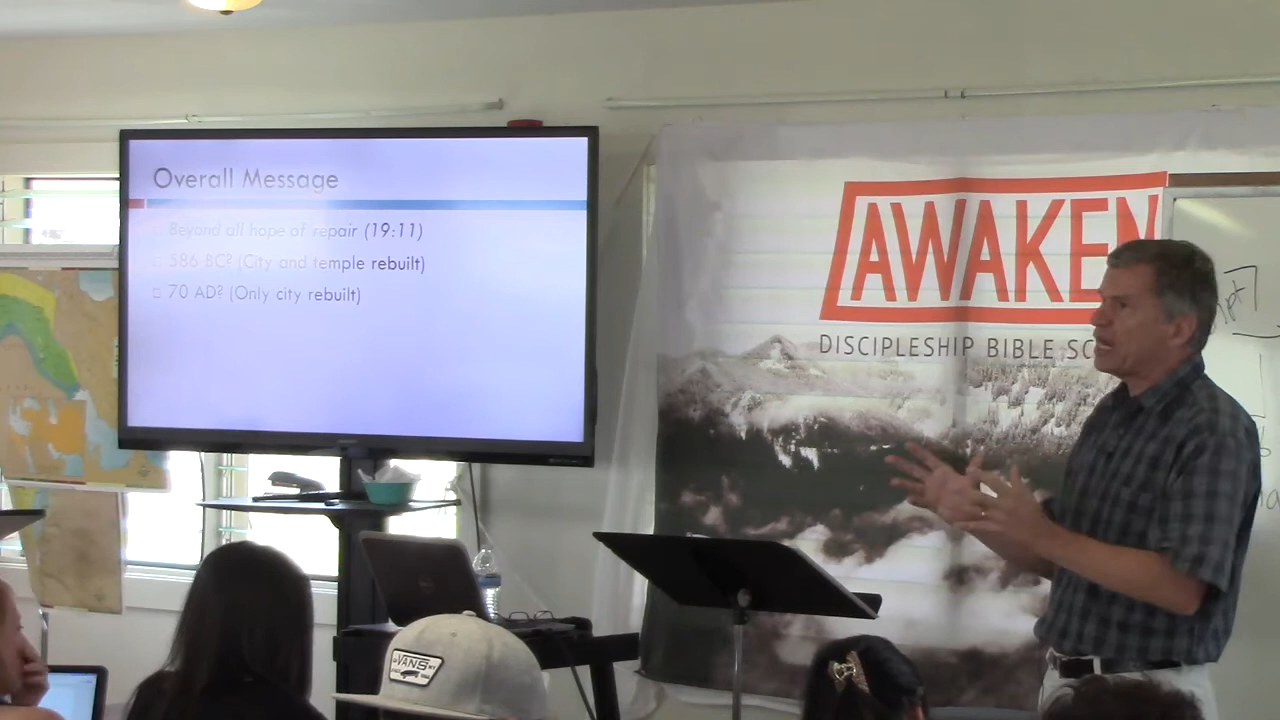 Overall Message
Beyond all hope of repair (19:11)
586 BC? (City and temple rebuilt)
70 AD? (Only city rebuilt)
AWAKEN
DISCIPLESHIP BIBLE SC
VANS